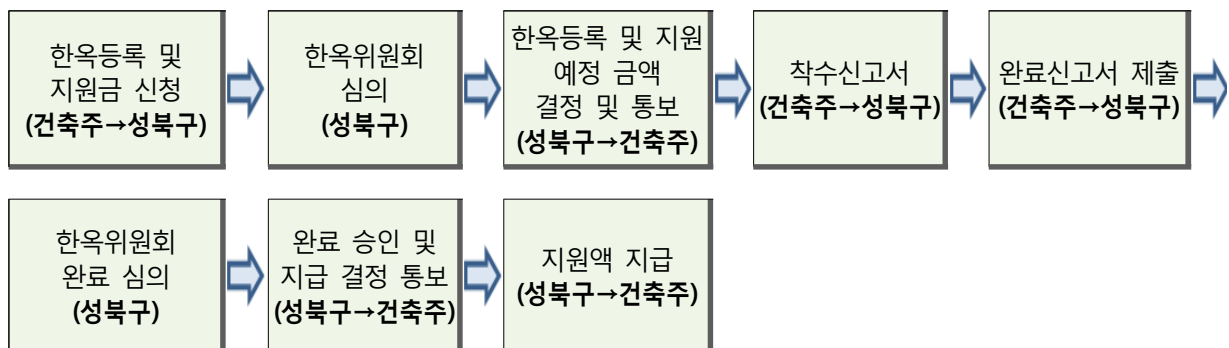 한옥등록 및
지원금 신청
(건축주→성북구)
한옥위원회
심의
(성북구)
한옥등록 및 지원
예정 금액
결정 및 통보
(성북구→건축주)
착수신고서
(건축주→성북구)
완료신고서 제출
(건축주→성북구)
한옥위원회
완료 심의
(성북구)
완료 승인 및
지급 결정 통보
(성북구→건축주)
지원액 지급
(성북구→건축주)